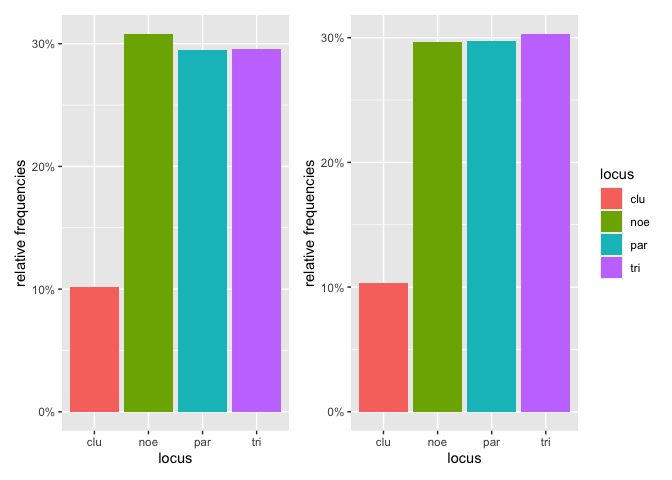 30%
20%
10%
0%
relative frequencies
clu noe par tri
locus
30%
20%
10%
0%
relative frequencies
clu noe par tri
locus
locus
clu
noe
par
tri